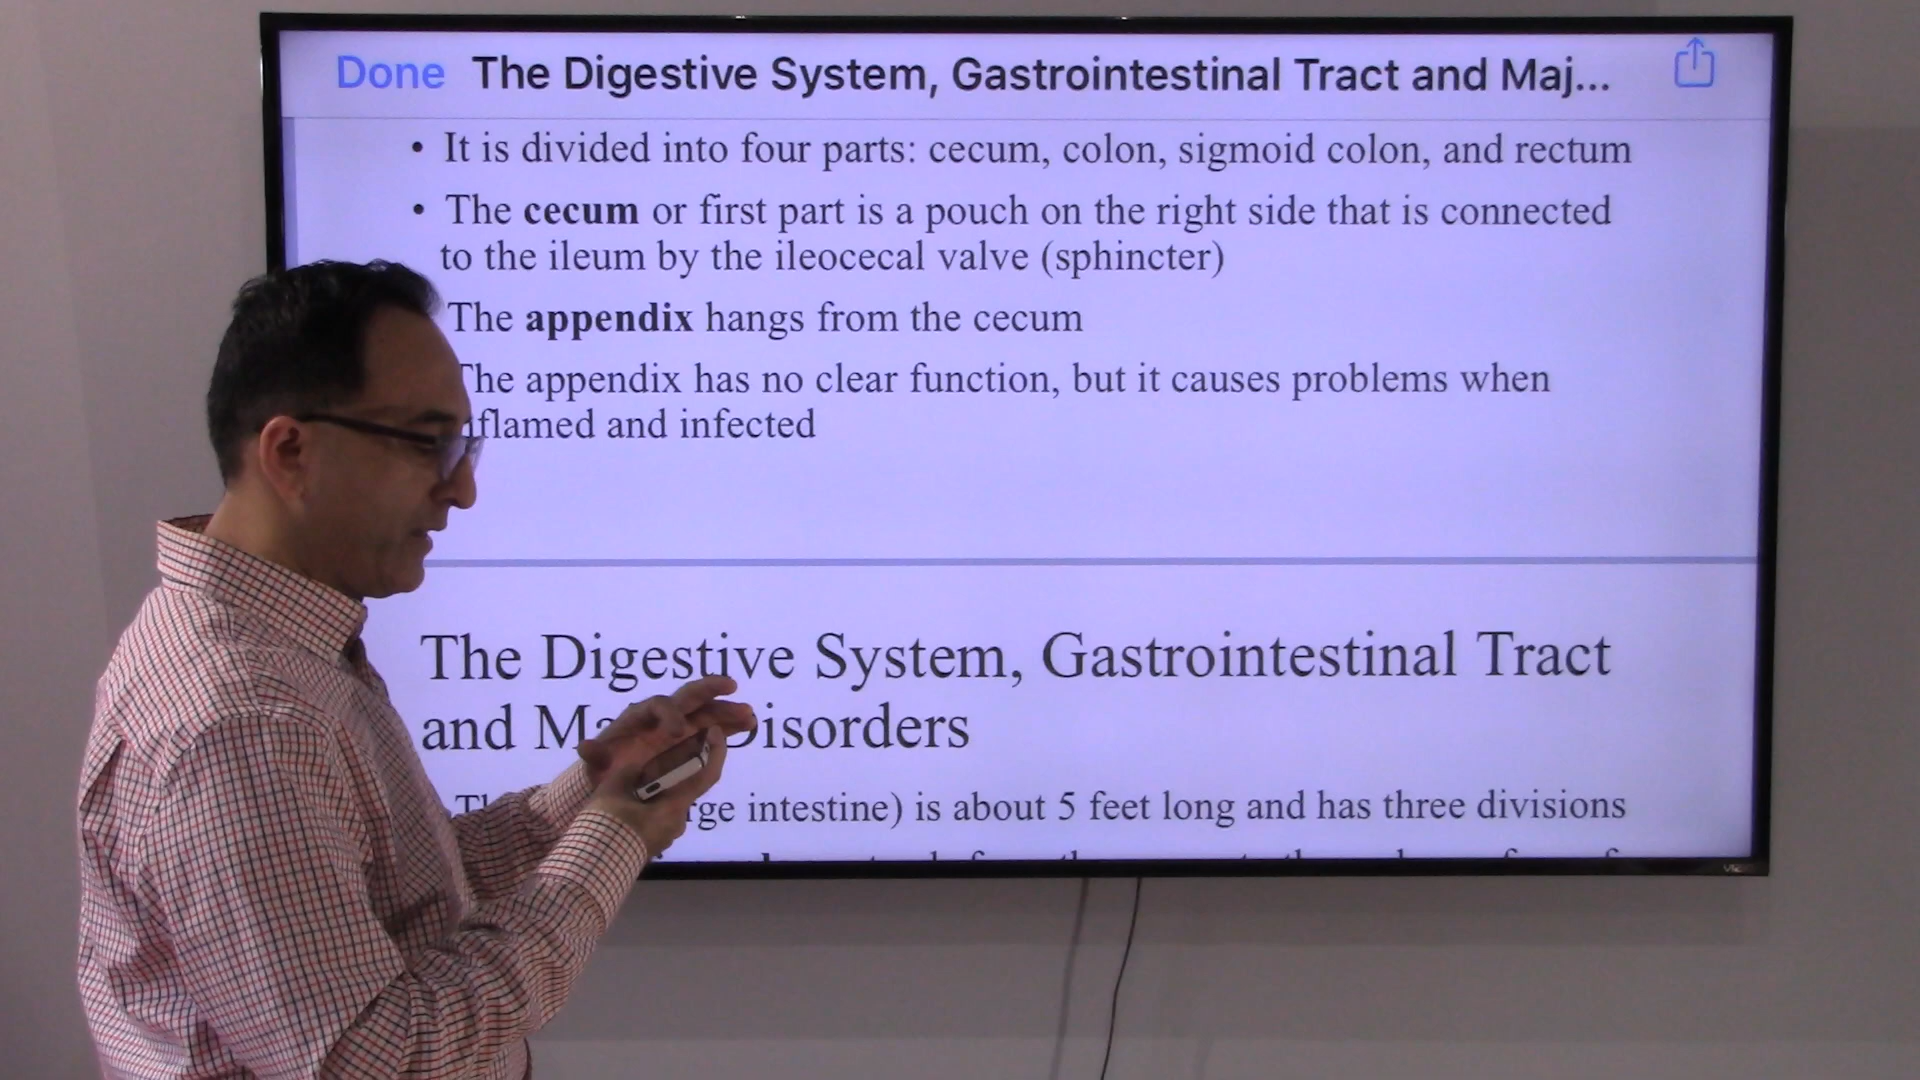 Done The Digestive System, Gastrointestinal Tract and Maj...
• It is divided into four parts: cecum, colon, sigmoid colon, and rectum
• The cecum or first part is a pouch on the right side that is connected
to the ileum by the ileocecal valve (sphincter)
The appendix hangs from the cecum
The appendix has no clear function, but it causes problems when
inflamed and infected
The Digestive System, Gastrointestinal Tract
and Major Disorders
intestine) is about 5 feet long and has three divisions